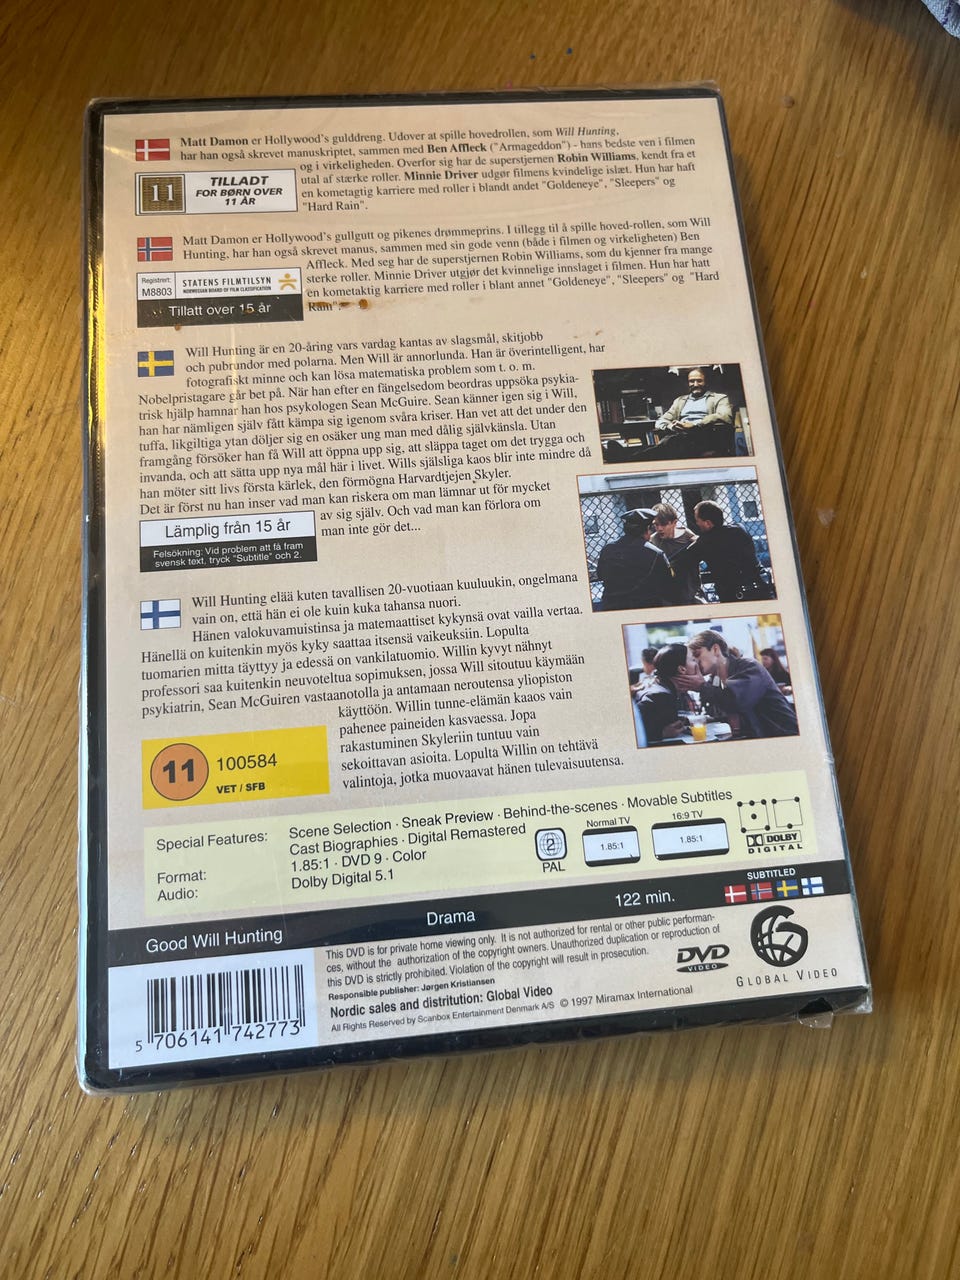 Matt Damon er Hollywood's gulddreng. Udover at spille hovedrollen, som Will Hunting,
har han også skrevet manuskriptet, sammen med Ben Affleck ("Armageddon") - hans bedste ven i filmen
og i virkeligheden. Overfor sig har de superstjernen Robin Williams, kendt fra et
utal af stærke roller. Minnie Driver udgør filmens kvindelige islæt. Hun har haft
en kometagtig karriere med roller i blandt andet "Goldeneye", "Sleepers" og
"Hard Rain".
11
TILLADT
FOR BØRN OVER
11 ÅR
Matt Damon er Hollywood's gullgutt og pikenes drømmeprins. I tillegg til å spille hoved-rollen, som Will
Hunting, har han også skrevet manus, sammen med sin gode venn (både i filmen og virkeligheten) Ben
Affleck. Med seg har de superstjernen Robin Williams, som du kjenner fra mange
sterke roller. Minnie Driver utgjør det kvinnelige innslaget i filmen. Hun har hatt
en kometaktig karriere med roller i blant annet "Goldeneye", "Sleepers" og "Hard
Rain".
Registrert:
M8803
STATENS FILMTILSYN
NORWEGIAN BOARD OF FILM CLASSIFICATION
Tillatt over 15 år
Will Hunting är en 20-åring vars vardag kantas av slagsmål, skitjobb
och pubrundor med polarna. Men Will är annorlunda. Han är överintelligent, har
fotografiskt minne och kan lösa matematiska problem som t. o. m.
Nobelpristagare går bet på. När han efter en fängelsedom beordras uppsöka psykia-
trisk hjälp hamnar han hos psykologen Sean McGuire. Sean känner igen sig i Will,
han har nämligen själv fått kämpa sig igenom svåra kriser. Han vet att det under den
tuffa, likgiltiga ytan döljer sig en osäker ung man med dålig självkänsla. Utan
framgång försöker han få Will att öppna upp sig, att släppa taget om det trygga och
invanda, och att sätta upp nya mål här i livet. Wills själsliga kaos blir inte mindre då
han möter sitt livs första kärlek, den förmögna Harvardtjejen Skyler.
Det är först nu han inser vad man kan riskera om man lämnar ut för mycket
av sig själv. Och vad man kan förlora om
man inte gör det...
Lämplig från 15 år
Felsökning: Vid problem att få fram
svensk text, tryck "Subtitle" och 2.
Will Hunting elää kuten tavallisen 20-vuotiaan kuuluukin, ongelmana
vain on, että hän ei ole kuin kuka tahansa nuori.
Hänen valokuvamuistinsa ja matemaattiset kykynsä ovat vailla vertaa.
Hänellä on kuitenkin myös kyky saattaa itsensä vaikeuksiin. Lopulta
tuomarien mitta täyttyy ja edessä on vankilatuomio. Willin kyvyt nähnyt
professori saa kuitenkin neuvoteltua sopimuksen, jossa Will sitoutuu käymään
psykiatrin, Sean McGuiren vastaanotolla ja antamaan neroutensa yliopiston
käyttöön. Willin tunne-elämän kaaos vain
pahenee paineiden kasvaessa. Jopa
rakastuminen Skyleriin tuntuu vain
sekoittavan asioita. Lopulta Willin on tehtävä
valintoja, jotka muovaavat hänen tulevaisuutensa.
11
100584
VET / SFB
Special Features: Scene Selection · Sneak Preview · Behind-the-scenes · Movable Subtitles
Cast Biographies · Digital Remastered
Format: 1.85:1 · DVD 9 · Color
Audio: Dolby Digital 5.1
2
PAL
Normal TV
1.85:1
16:9 TV
1.85:1
DOLBY
DIGITAL
SUBTITLED
Good Will Hunting
Drama
122 min.
This DVD is for private home viewing only. It is not authorized for rental or other public performan-
ces, without the authorization of the copyright owners. Unauthorized duplication or reproduction of
this DVD is strictly prohibited. Violation of the copyright will result in prosecution.
Responsible publisher: Jørgen Kristiansen
Nordic sales and distritution: Global Video
All Rights Reserved by Scanbox Entertainment Denmark A/S © 1997 Miramax International
DVD
VIDEO
GLOBAL VIDEO
5 706141 742773